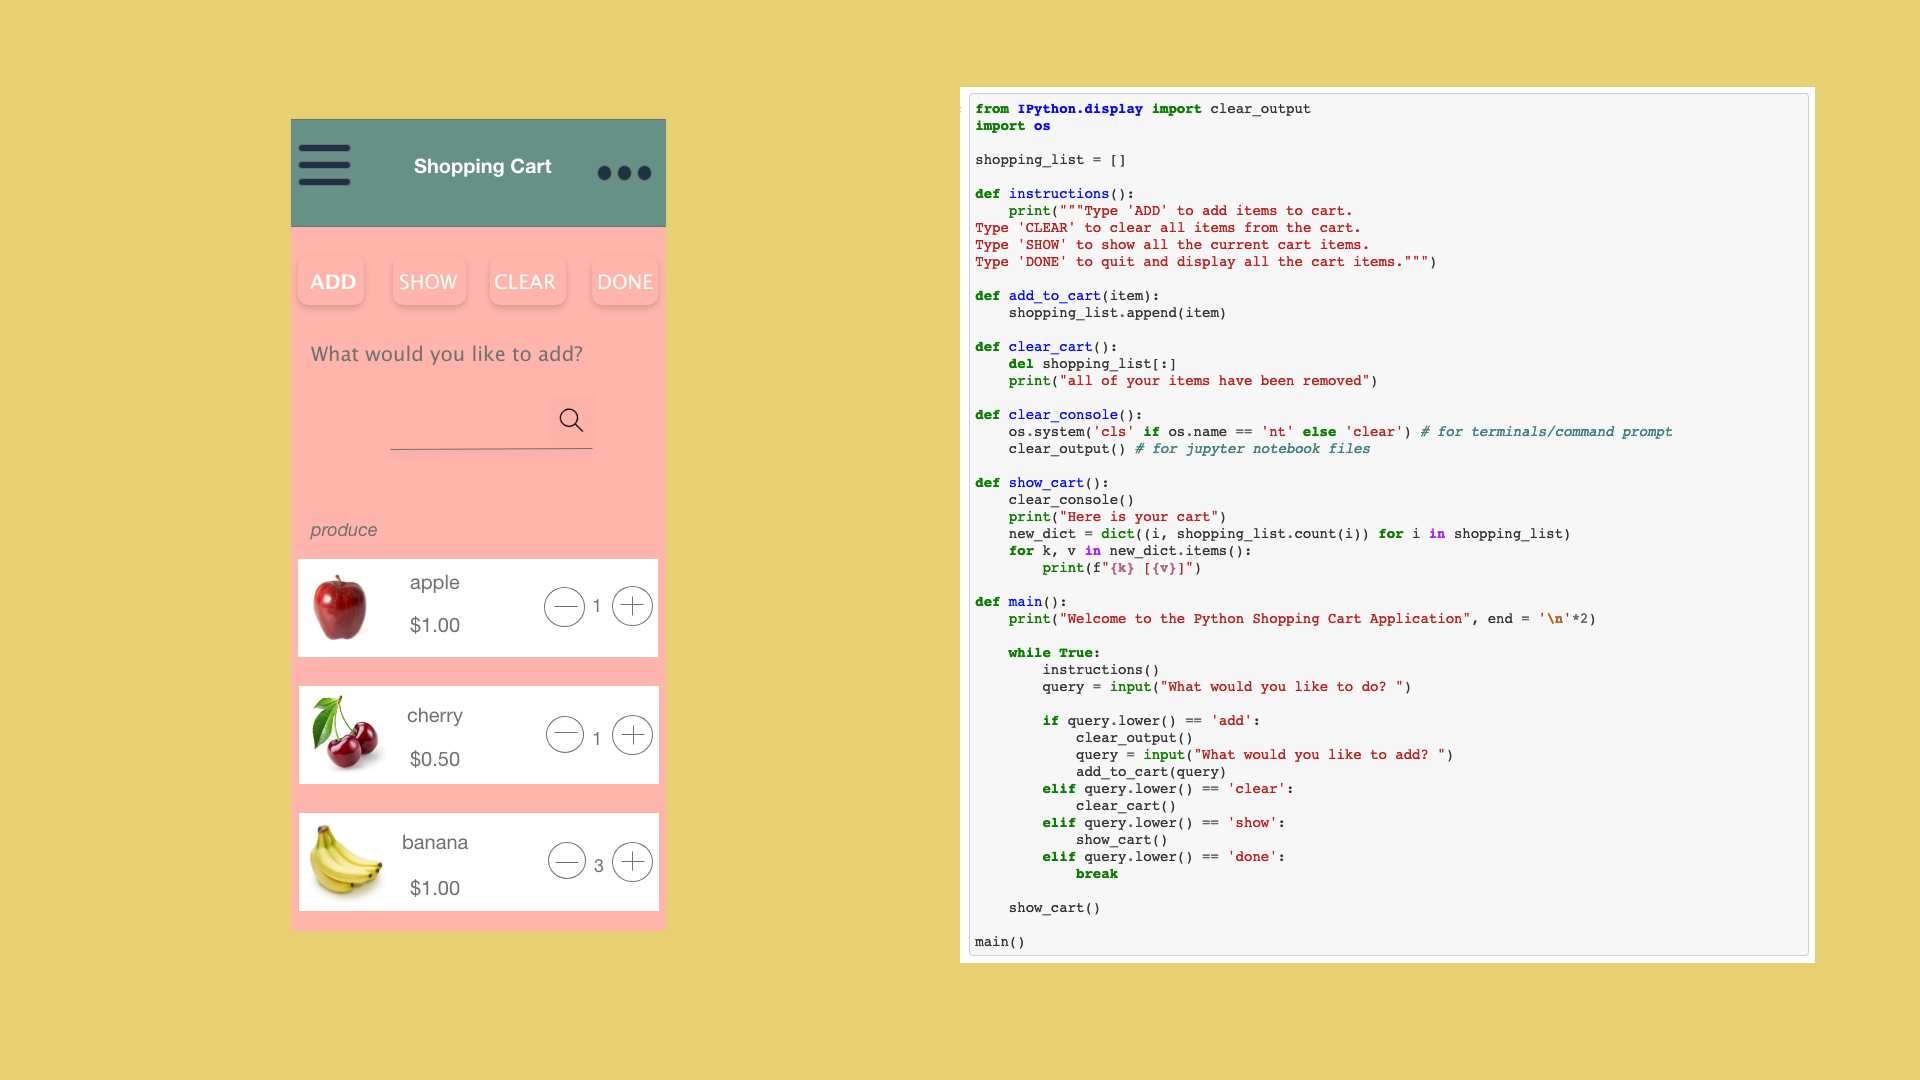 Shopping Cart
ADD SHOW CLEAR DONE
What would you like to add?
produce
apple
$1.00
1
cherry
$0.50
1
banana
$1.00
3
from IPython.display import clear_output
import os

shopping_list = []

def instructions():
    print("""Type 'ADD' to add items to cart.
Type 'CLEAR' to clear all items from the cart.
Type 'SHOW' to show all the current cart items.
Type 'DONE' to quit and display all the cart items.""")

def add_to_cart(item):
    shopping_list.append(item)

def clear_cart():
    del shopping_list[:]
    print("all of your items have been removed")

def clear_console():
    os.system('cls' if os.name == 'nt' else 'clear') # for terminals/command prompt
    clear_output() # for jupyter notebook files

def show_cart():
    clear_console()
    print("Here is your cart")
    new_dict = dict((i, shopping_list.count(i)) for i in shopping_list)
    for k, v in new_dict.items():
        print(f"{k} [{v}]")

def main():
    print("Welcome to the Python Shopping Cart Application", end = '\n'*2)

    while True:
        instructions()
        query = input("What would you like to do? ")

        if query.lower() == 'add':
            clear_output()
            query = input("What would you like to add? ")
            add_to_cart(query)
        elif query.lower() == 'clear':
            clear_cart()
        elif query.lower() == 'show':
            show_cart()
        elif query.lower() == 'done':
            break

    show_cart()

main()